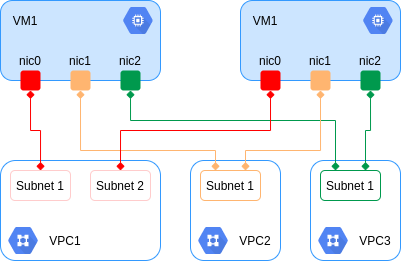 VM1
VM1
nic0
nic1
nic2
nic0
nic1
nic2
Subnet 1
Subnet 2
Subnet 1
Subnet 1
VPC1
VPC2
VPC3